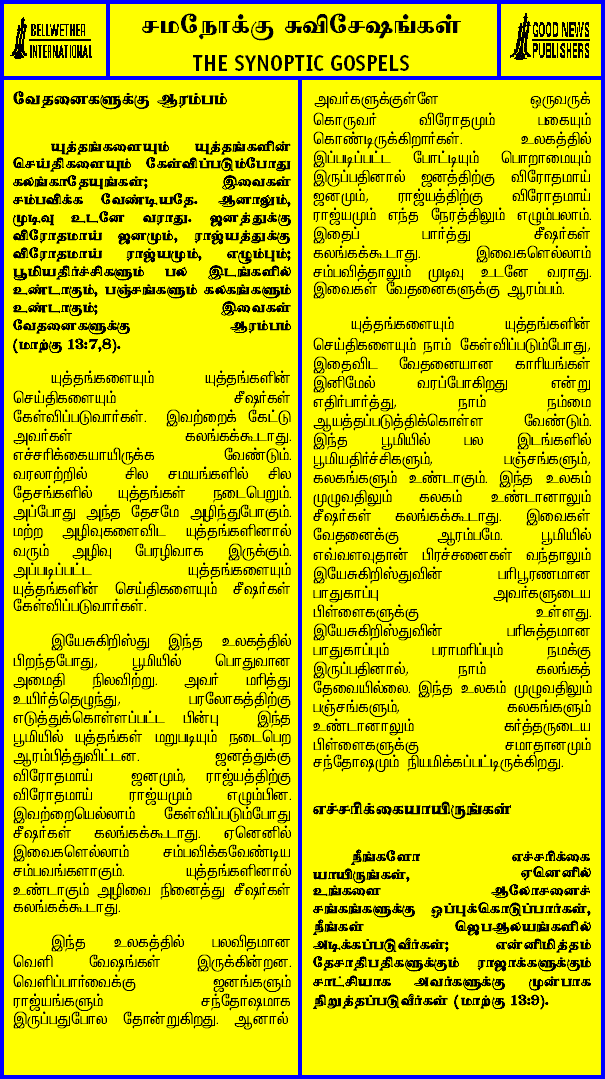 BELLWETHER
INTERNATIONAL
சமநோக்கு சுவிசேஷங்கள்
THE SYNOPTIC GOSPELS
GOOD NEWS
PUBLISHERS
வேதனைகளுக்கு ஆரம்பம்
யுத்தங்களையும் யுத்தங்களின்
செய்திகளையும் கேள்விப்படும்போது
கலங்காதேயுங்கள்; இவைகள்
சம்பவிக்க வேண்டியதே. ஆனாலும்,
முடிவு உடனே வராது. ஜனத்துக்கு
விரோதமாய் ஜனமும், ராஜ்யத்துக்கு
விரோதமாய் ராஜ்யமும், எழும்பும்;
பூமியதிர்ச்சிகளும் பல இடங்களில்
உண்டாகும், பஞ்சங்களும் கலகங்களும்
உண்டாகும்; இவைகள்
வேதனைகளுக்கு ஆரம்பம்
(மாற்கு 13:7,8).
யுத்தங்களையும் யுத்தங்களின்
செய்திகளையும் சீஷர்கள்
கேள்விப்படுவார்கள். இவற்றைக் கேட்டு
அவர்கள் கலங்கக்கூடாது.
எச்சரிக்கையாயிருக்க வேண்டும்.
வரலாற்றில் சில சமயங்களில் சில
தேசங்களில் யுத்தங்கள் நடைபெறும்.
அப்போது அந்த தேசமே அழிந்துபோகும்.
மற்ற அழிவுகளைவிட யுத்தங்களினால்
வரும் அழிவு பேரழிவாக இருக்கும்.
அப்படிப்பட்ட யுத்தங்களையும்
யுத்தங்களின் செய்திகளையும் சீஷர்கள்
கேள்விப்படுவார்கள்.
இயேசுகிறிஸ்து இந்த உலகத்தில்
பிறந்தபோது, பூமியில் பொதுவான
அமைதி நிலவிற்று. அவர் மரித்து
உயிர்த்தெழுந்து, பரலோகத்திற்கு
எடுத்துக்கொள்ளப்பட்ட பின்பு இந்த
பூமியில் யுத்தங்கள் மறுபடியும் நடைபெற
ஆரம்பித்துவிட்டன. ஜனத்துக்கு
விரோதமாய் ஜனமும், ராஜ்யத்திற்கு
விரோதமாய் ராஜ்யமும் எழும்பின.
இவற்றையெல்லாம் கேள்விப்படும்போது
சீஷர்கள் கலங்கக்கூடாது. ஏனெனில்
இவைகளெல்லாம் சம்பவிக்கவேண்டிய
சம்பவங்களாகும். யுத்தங்களினால்
உண்டாகும் அழிவை நினைத்து சீஷர்கள்
கலங்கக்கூடாது.
இந்த உலகத்தில் பலவிதமான
வெளி வேஷங்கள் இருக்கின்றன.
வெளிப்பார்வைக்கு ஜனங்களும்
ராஜ்யங்களும் சந்தோஷமாக
இருப்பதுபோல தோன்றுகிறது. ஆனால்
அவர்களுக்குள்ளே ஒருவருக்
கொருவர் விரோதமும் பகையும்
கொண்டிருக்கிறார்கள். உலகத்தில்
இப்படிப்பட்ட போட்டியும் பொறாமையும்
இருப்பதினால் ஜனத்திற்கு விரோதமாய்
ஜனமும், ராஜ்யத்திற்கு விரோதமாய்
ராஜ்யமும் எந்த நேரத்திலும் எழும்பலாம்.
இதைப் பார்த்து சீஷர்கள்
கலங்கக்கூடாது. இவைகளெல்லாம்
சம்பவித்தாலும் முடிவு உடனே வராது.
இவைகள் வேதனைகளுக்கு ஆரம்பம்.
யுத்தங்களையும் யுத்தங்களின்
செய்திகளையும் நாம் கேள்விப்படும்போது,
இதைவிட வேதனையான காரியங்கள்
இனிமேல் வரப்போகிறது என்று
எதிர்பார்த்து, நாம் நம்மை
ஆயத்தப்படுத்திக்கொள்ள வேண்டும்.
இந்த பூமியில் பல இடங்களில்
பூமியதிர்ச்சிகளும், பஞ்சங்களும்,
கலகங்களும் உண்டாகும். இந்த உலகம்
முழுவதிலும் கலகம் உண்டானாலும்
சீஷர்கள் கலங்கக்கூடாது. இவைகள்
வேதனைக்கு ஆரம்பமே. பூமியில்
எவ்வளவுதான் பிரச்சனைகள் வந்தாலும்
இயேசுகிறிஸ்துவின் பரிபூரணமான
பாதுகாப்பு அவர்களுடைய
பிள்ளைகளுக்கு உள்ளது.
இயேசுகிறிஸ்துவின் பரிசுத்தமான
பாதுகாப்பும் பராமரிப்பும் நமக்கு
இருப்பதினால், நாம் கலங்கத்
தேவையில்லை. இந்த உலகம் முழுவதிலும்
பஞ்சங்களும், கலகங்களும்
உண்டானாலும் கர்த்தருடைய
பிள்ளைகளுக்கு சமாதானமும்
சந்தோஷமும் நியமிக்கப்பட்டிருக்கிறது.
எச்சரிக்கையாயிருங்கள்
நீங்களோ எச்சரிக்கை
யாயிருங்கள், ஏனெனில்
உங்களை ஆலோசனைச்
சங்கங்களுக்கு ஒப்புக்கொடுப்பார்கள்,
நீங்கள் ஜெபஆலயங்களில்
அடிக்கப்படுவீர்கள்; என்னிமித்தம்
தேசாதிபதிகளுக்கும் ராஜாக்களுக்கும்
சாட்சியாக அவர்களுக்கு முன்பாக
நிறுத்தப்படுவீர்கள் (மாற்கு 13:9).